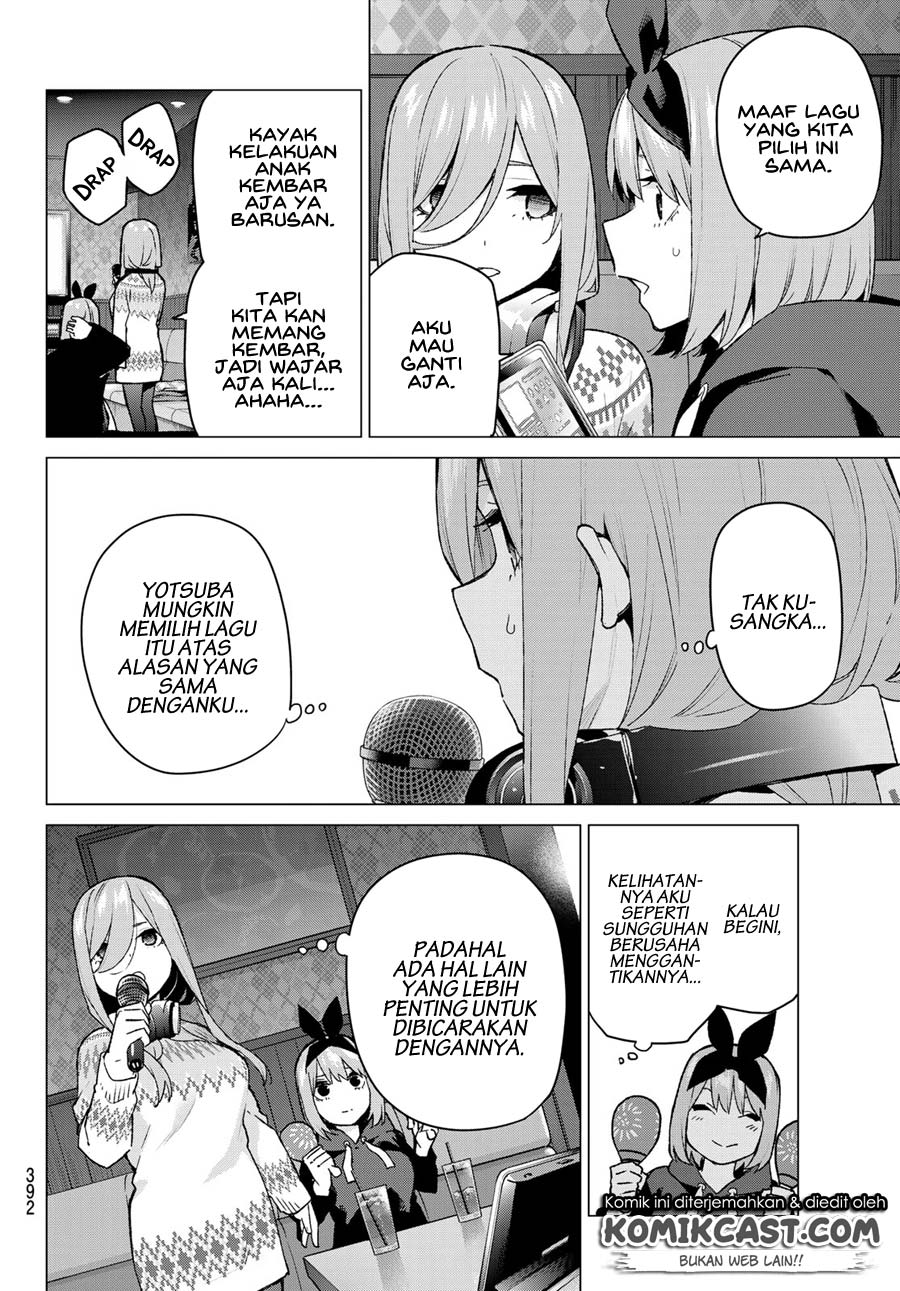 MAAF LAGU
YANG KITA
PILIH INI
SAMA.
AKU
MAU
GANTI
AJA.
KAYAK
KELAKUAN
ANAK
KEMBAR
AJA YA
BARUSAN.
TAPI
KITA KAN
MEMANG
KEMBAR,
JADI WAJAR
AJA KALI...
AHAHA...
DRAP
DRAP
TAK KU-
SANGKA...
YOTSUBA
MUNGKIN
MEMILIH LAGU
ITU ATAS
ALASAN YANG
SAMA
DENGANKU...
KALAU
BEGINI,
KELIHATAN-
NYA AKU
SEPERTI
SUNGGUHAN
BERUSAHA
MENGGAN-
TIKANNYA...
PADAHAL
ADA HAL LAIN
YANG LEBIH
PENTING UNTUK
DIBICARAKAN
DENGANNYA.
392
Komik ini diterjemahkan & diedit oleh
KOMIKCAST.COM
BUKAN WEB LAIN!!